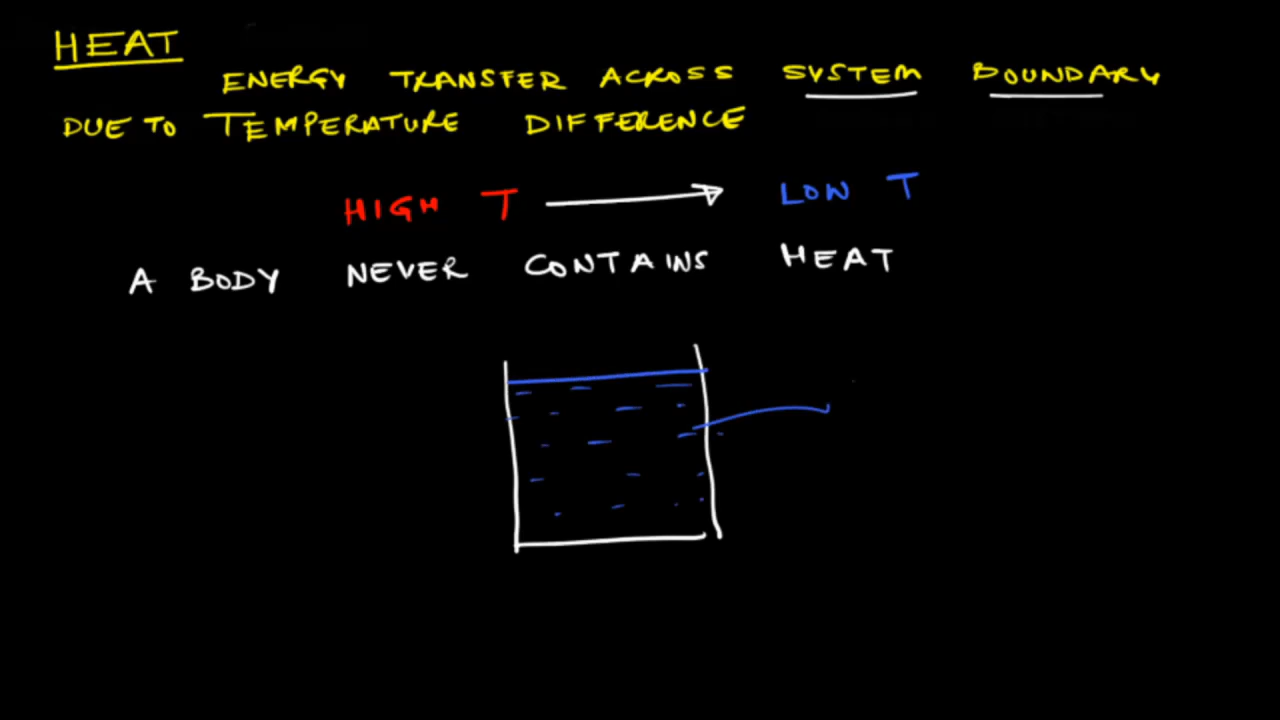 HEAT
ENERGY TRANSFER ACROSS SYSTEM BOUNDARY
DUE TO TEMPERATURE DIFFERENCE
HIGH T LOW T
A BODY NEVER CONTAINS HEAT